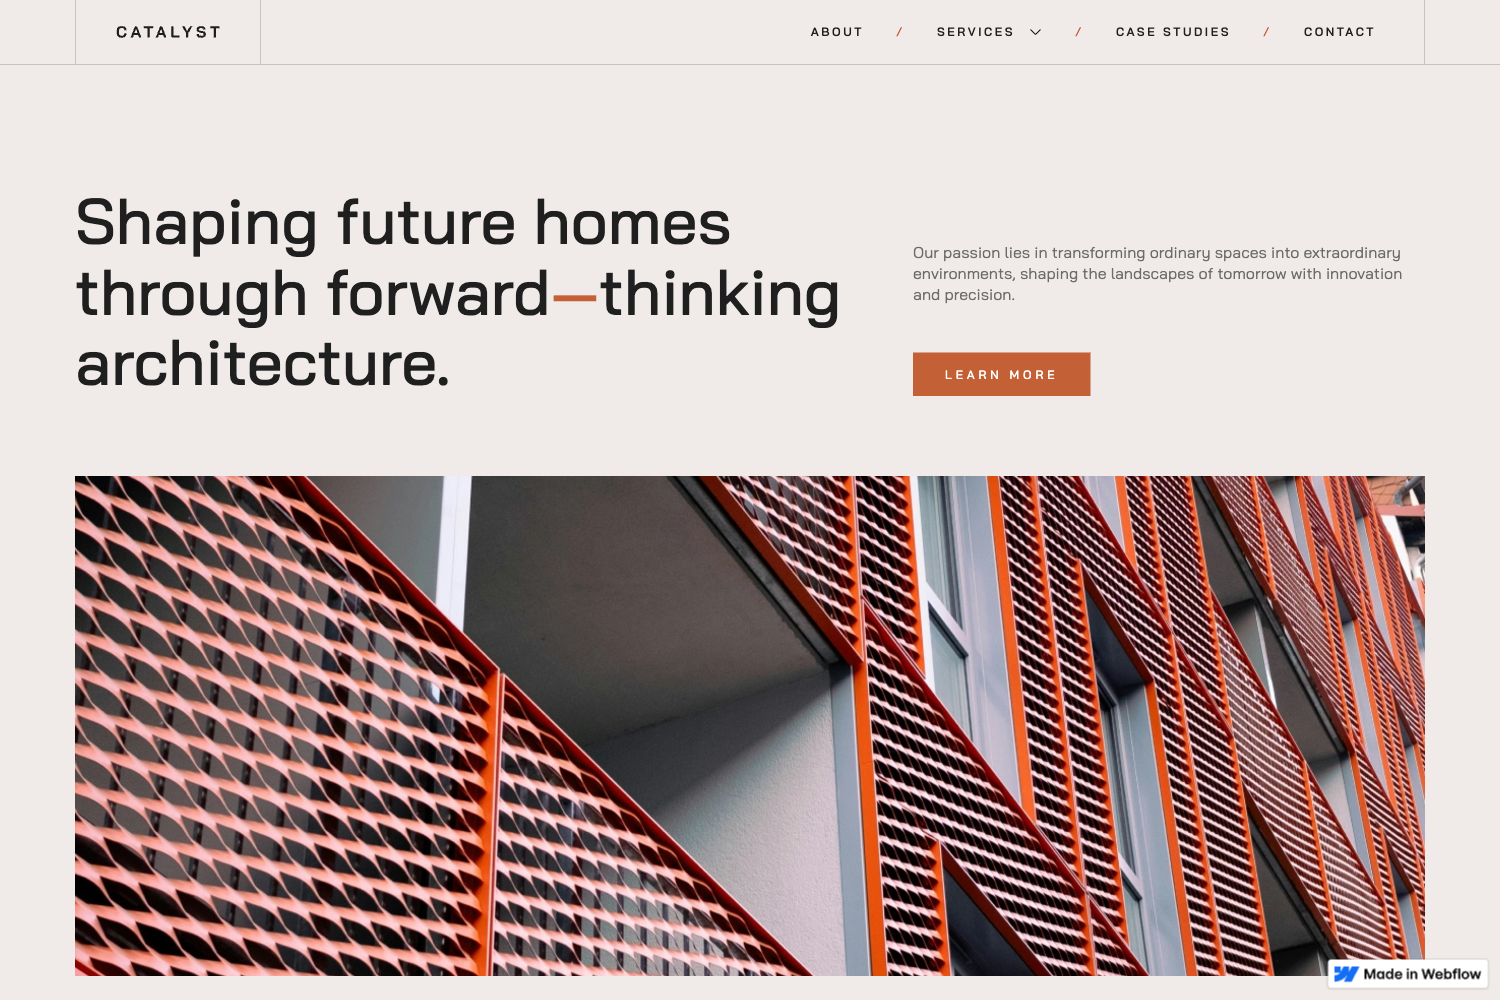 CATALYST
ABOUT / SERVICES / CASE STUDIES / CONTACT
Shaping future homes
through forward—thinking
architecture.
Our passion lies in transforming ordinary spaces into extraordinary
environments, shaping the landscapes of tomorrow with innovation
and precision.
LEARN MORE
Made in Webflow